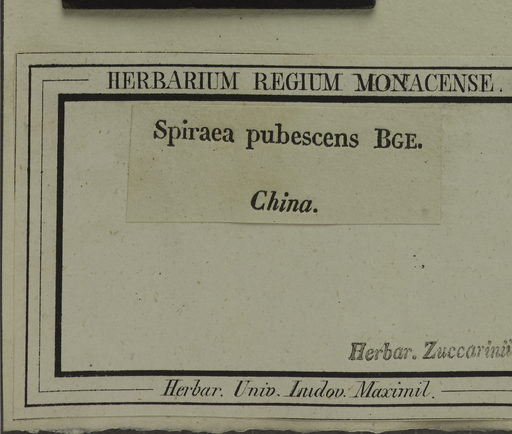 HERBARIUM REGIUM MONACENSE.
Spiraea pubescens BGE.
China.
Herbar. Zuccarinii
Herbar. Univ. Ludov. Maximil.